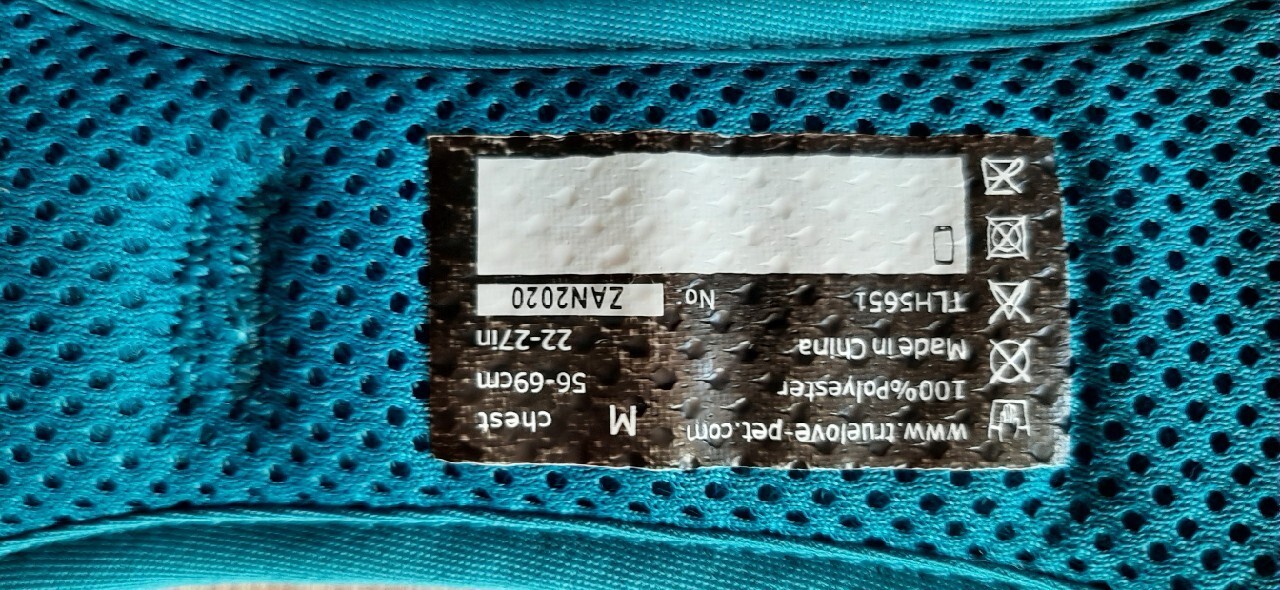 www.truelove-pet.com
100%Polyester
Made in China
TLH5651 No:
M chest
56-69cm
22-27in
ZAN2020